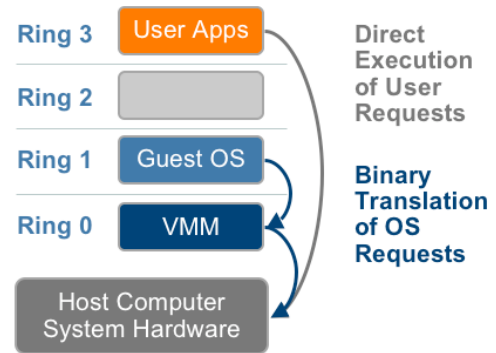 Ring 3
User Apps
Ring 2
Ring 1
Guest OS
Ring 0
VMM
Host Computer
System Hardware
Direct
Execution
of User
Requests
Binary
Translation
of OS
Requests